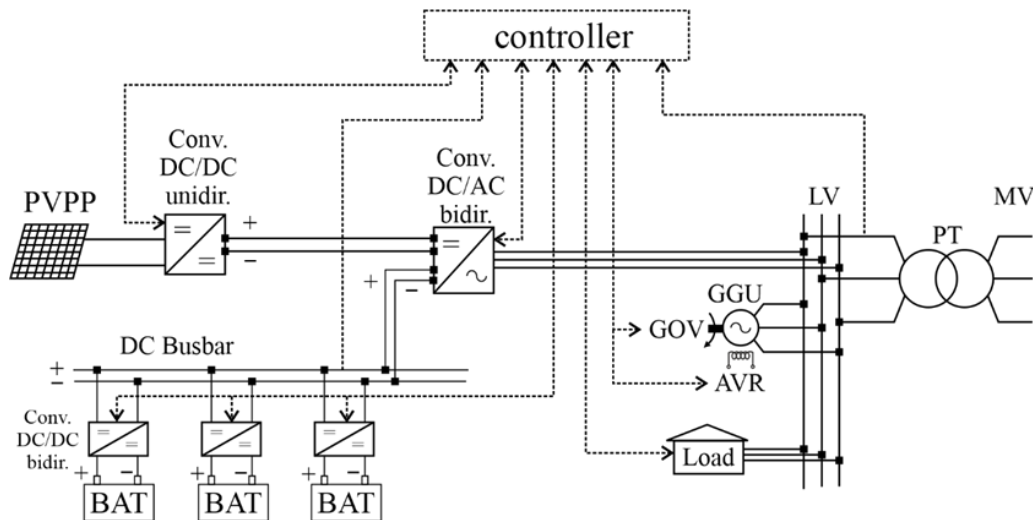 controller
Conv.
DC/DC
unidir.
Conv.
DC/AC
bidir.
LV
MV
PVPP
PT
+
−
+
−
GGU
GOV
AVR
DC Busbar
+
−
Conv.
DC/DC
bidir.
Load
+ −
+ −
+ −
BAT
BAT
BAT